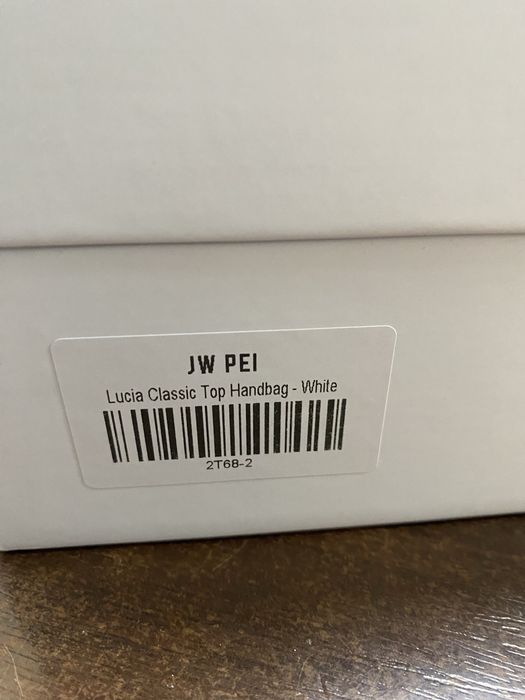 JW PEI
Lucia Classic Top Handbag - White
2T68-2